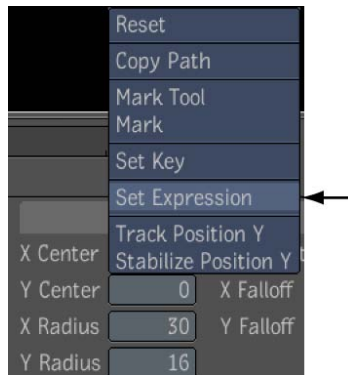 Reset
Copy Path
Mark Tool
Mark
Set Key
Set Expression
Track Position Y
X Center
Stabilize Position Y
Y Center 0 X Falloff
X Radius 30 Y Falloff
Y Radius 16